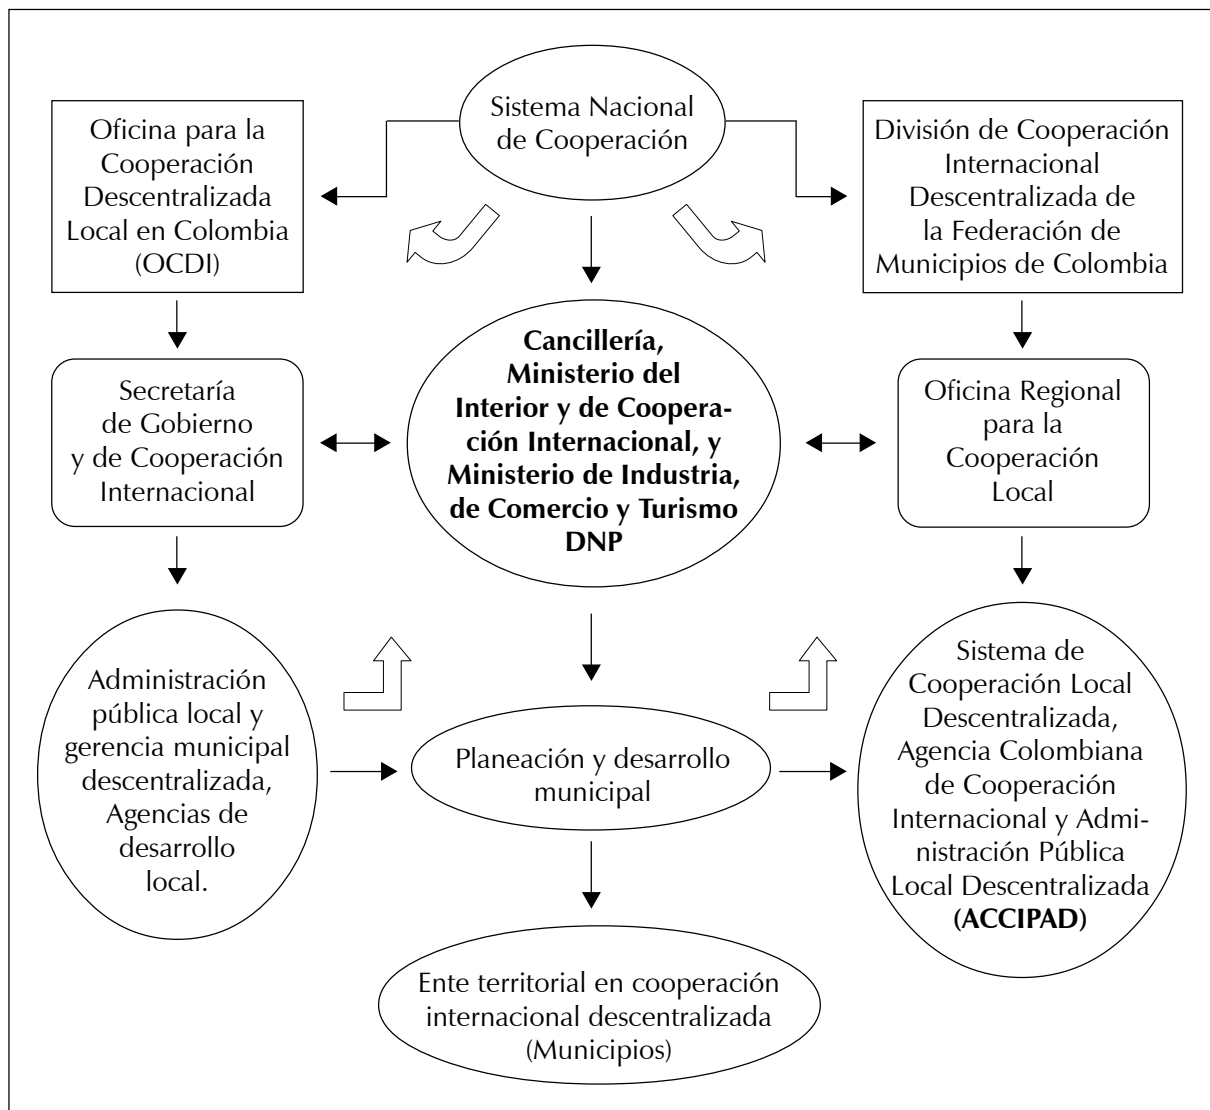 Sistema Nacional
de Cooperación
Oficina para la
Cooperación
Descentralizada
Local en Colombia
(OCDI)
División de Cooperación
Internacional
Descentralizada de
la Federación de
Municipios de Colombia
Cancillería,
Ministerio del
Interior y de Coopera-
ción Internacional, y
Ministerio de Industria,
de Comercio y Turismo
DNP
Secretaría
de Gobierno
y de Cooperación
Internacional
Oficina Regional
para la
Cooperación
Local
Administración
pública local y
gerencia municipal
descentralizada,
Agencias de
desarrollo
local.
Planeación y desarrollo
municipal
Sistema de
Cooperación Local
Descentralizada,
Agencia Colombiana
de Cooperación
Internacional y Admi-
nistración Pública
Local Descentralizada
(ACCIPAD)
Ente territorial en cooperación
internacional descentralizada
(Municipios)